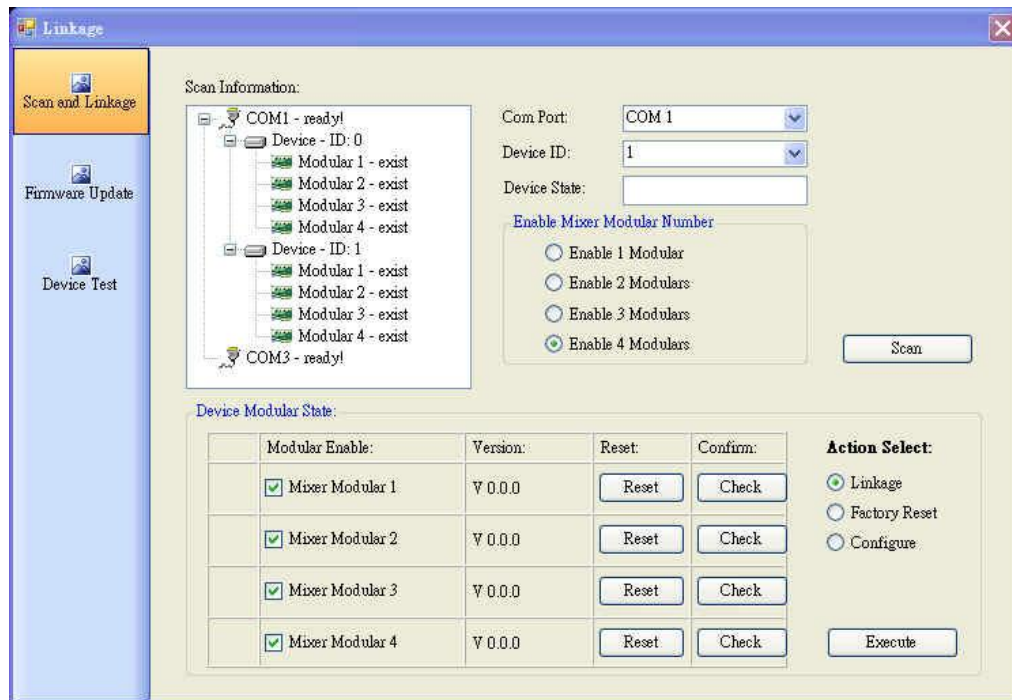 Linkage
Scan and Linkage
Firmware Update
Device Test
Scan Information:
COM1 - ready!
Device - ID: 0
Modular 1 - exist
Modular 2 - exist
Modular 3 - exist
Modular 4 - exist
Device - ID: 1
Modular 1 - exist
Modular 2 - exist
Modular 3 - exist
Modular 4 - exist
COM3 - ready!
Com Port: COM 1
Device ID: 1
Device State:
Enable Mixer Modular Number
Enable 1 Modular
Enable 2 Modulars
Enable 3 Modulars
Enable 4 Modulars
Scan
Device Modular State:
Modular Enable: Version: Reset: Confirm:
Mixer Modular 1 V 0.0.0 Reset Check
Mixer Modular 2 V 0.0.0 Reset Check
Mixer Modular 3 V 0.0.0 Reset Check
Mixer Modular 4 V 0.0.0 Reset Check
Action Select:
Linkage
Factory Reset
Configure
Execute